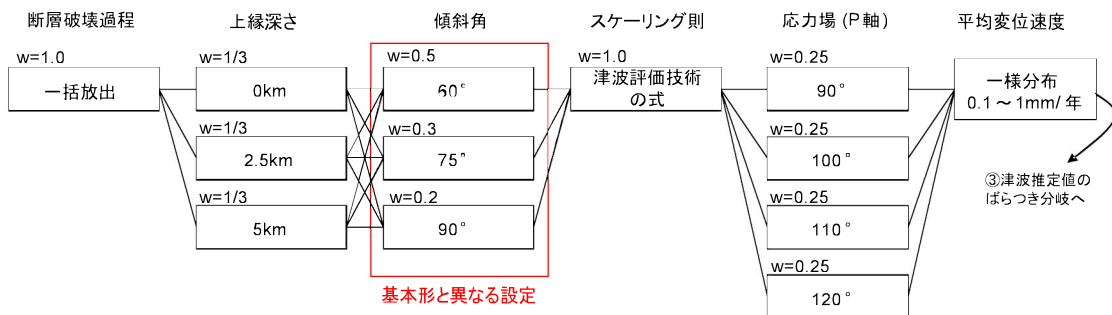 断層破壊過程
w=1.0
一括放出
上縁深さ
w=1/3
0km
w=1/3
2.5km
w=1/3
5km
傾斜角
w=0.5
60°
w=0.3
75°
w=0.2
90°
基本形と異なる設定
スケーリング則
w=1.0
津波評価技術
の式
応力場 (P軸)
w=0.25
90°
w=0.25
100°
w=0.25
110°
w=0.25
120°
平均変位速度
一様分布
0.1～1mm/年
③津波推定値の
ばらつき分岐へ